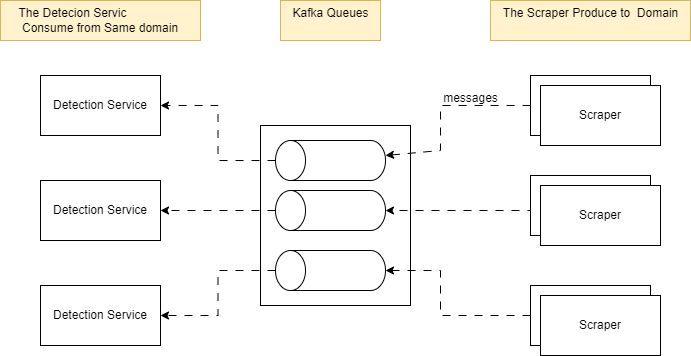 The Detecion Servic
Consume from Same domain
Kafka Queues
The Scraper Produce to Domain
Detection Service
messages
Scraper
Detection Service
Scraper
Detection Service
Scraper